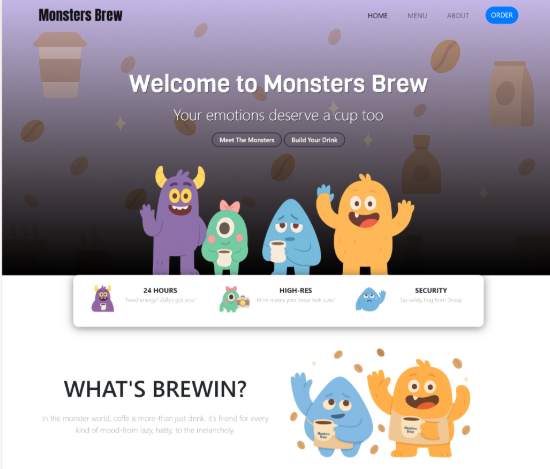 Monsters Brew
HOME
MENU
ABOUT
ORDER
Welcome to Monsters Brew
Your emotions deserve a cup too
Meet The Monsters
Build Your Drink
24 HOURS
Need energy? Zully's got you!
HIGH-RES
Mimi makes your brew look cute!
SECURITY
Sip safely, hug from Droop
WHAT'S BREWIN?
In the monster world, coffe is more-than just drink, it's friend for every
kind of mood-from lazy, hatty, to the melancholy.
Monsters
Brew
Monsters
Brew